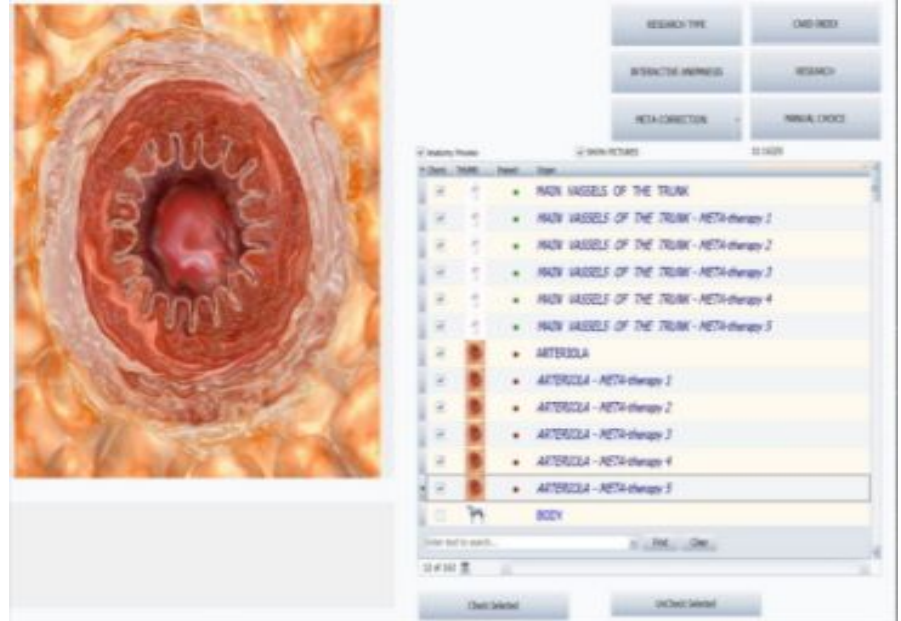 RESEARCH TYPE
CARD INDEX
INTERACTIVE ANAMNESIS
RESEARCH
META-CORRECTION
MANUAL CHOICE
SHOW PICTURES
Check
Organ
MAIN VASSELS OF THE TRUNK
MAIN VASSELS OF THE TRUNK - META-therapy 1
MAIN VASSELS OF THE TRUNK - META-therapy 2
MAIN VASSELS OF THE TRUNK - META-therapy 3
MAIN VASSELS OF THE TRUNK - META-therapy 4
MAIN VASSELS OF THE TRUNK - META-therapy 5
ARTERIOLA
ARTERIOLA - META-therapy 1
ARTERIOLA - META-therapy 2
ARTERIOLA - META-therapy 3
ARTERIOLA - META-therapy 4
ARTERIOLA - META-therapy 5
BODY
Enter text to search...
Find
Clear
Check Selected
UnCheck Selected